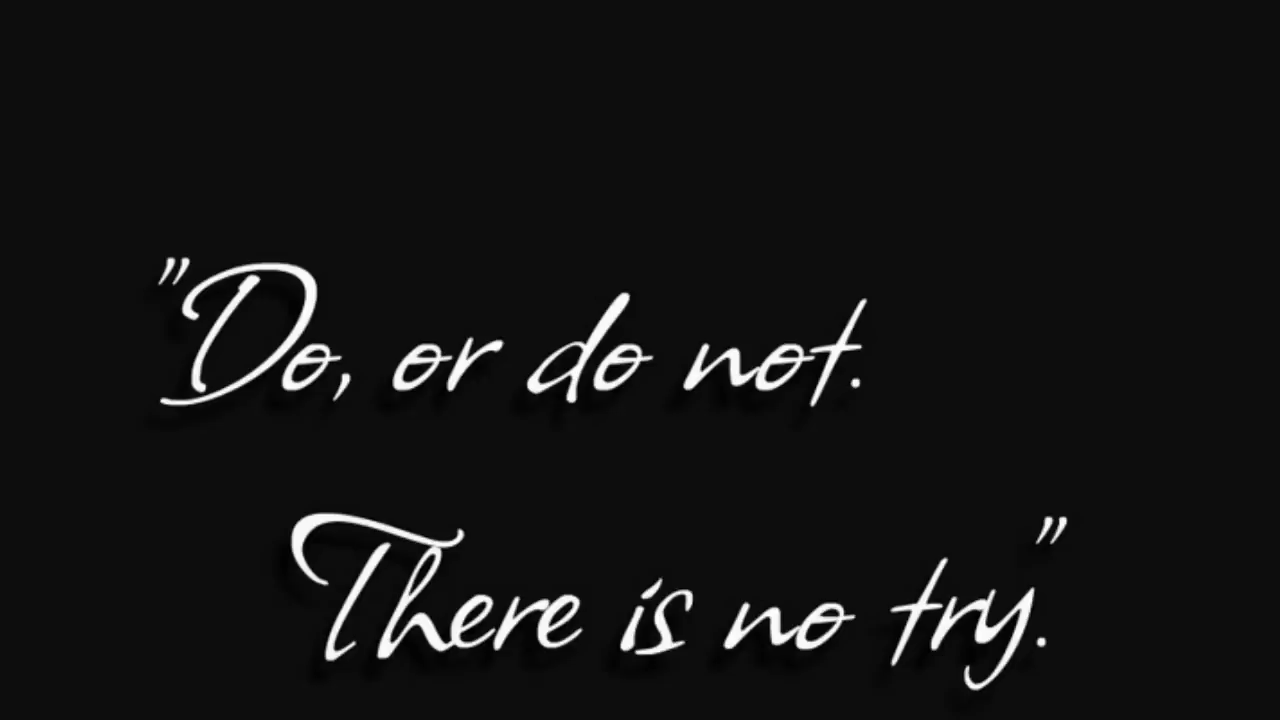 "Do, or do not.
There is no try."